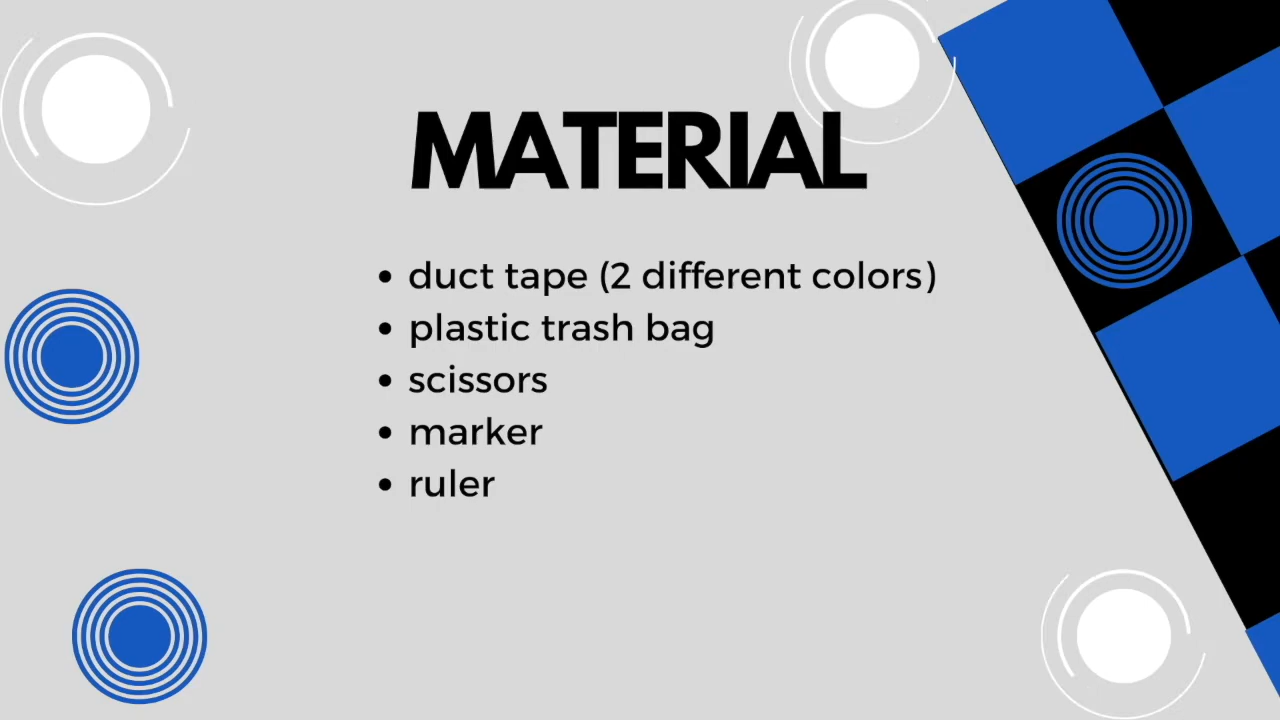 MATERIAL
• duct tape (2 different colors)
• plastic trash bag
• scissors
• marker
• ruler